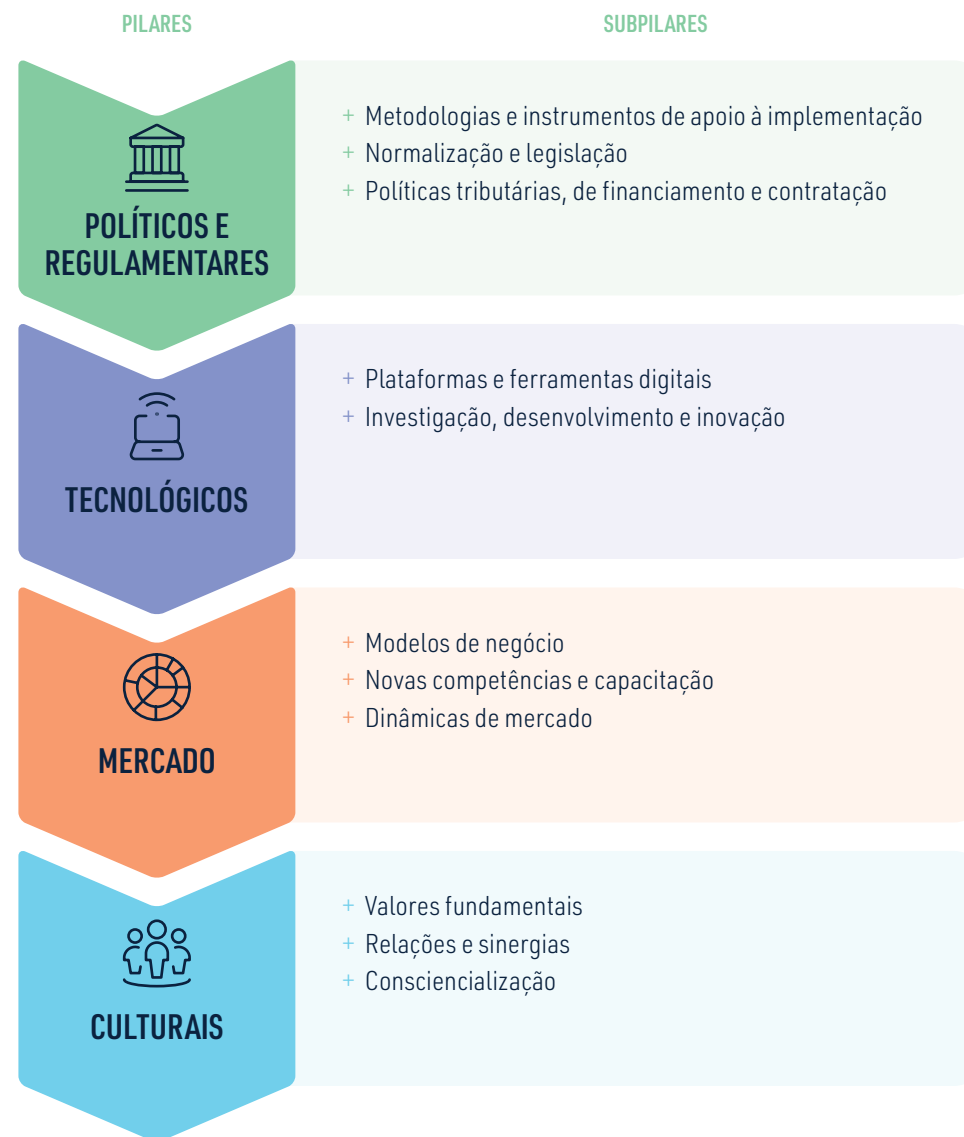 PILARES
SUBPILARES
POLÍTICOS E
REGULAMENTARES
+ Metodologias e instrumentos de apoio à implementação
+ Normalização e legislação
+ Políticas tributárias, de financiamento e contratação
TECNOLÓGICOS
+ Plataformas e ferramentas digitais
+ Investigação, desenvolvimento e inovação
MERCADO
+ Modelos de negócio
+ Novas competências e capacitação
+ Dinâmicas de mercado
CULTURAIS
+ Valores fundamentais
+ Relações e sinergias
+ Consciencialização